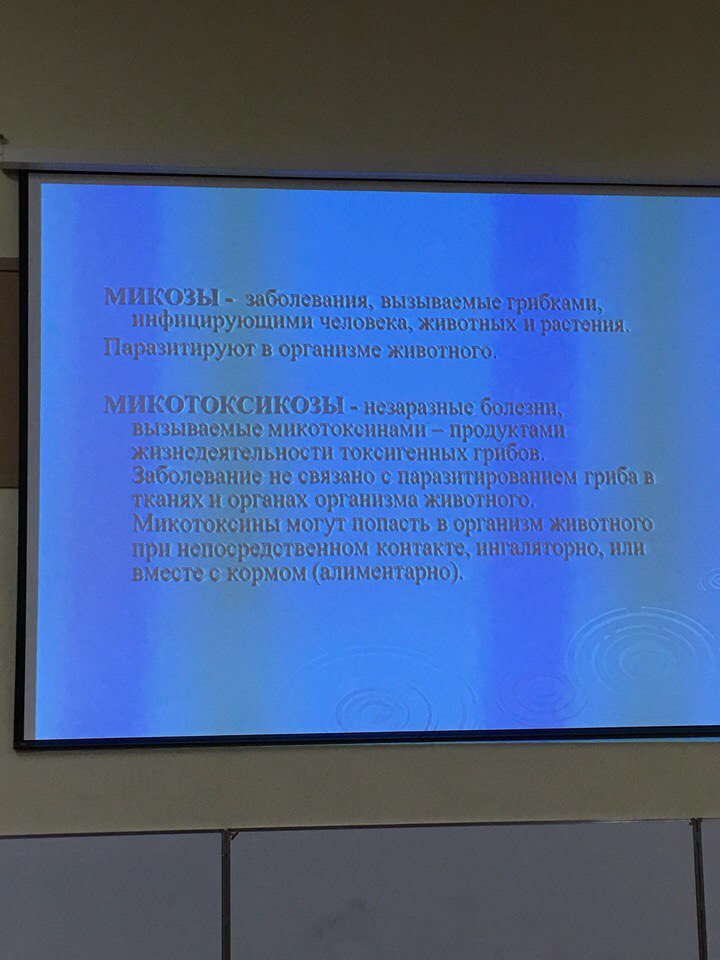 МИКОЗЫ - заболевания, вызываемые грибками,
инфицирующими человека, животных и растения.
Паразитируют в организме животного.
МИКОТОКСИКОЗЫ - незаразные болезни,
вызываемые микотоксинами – продуктами
жизнедеятельности токсигенных грибов.
Заболевание не связано с паразитированием гриба в
тканях и органах организма животного.
Микотоксины могут попасть в организм животного
при непосредственном контакте, ингаляторно, или
вместе с кормом (алиментарно).